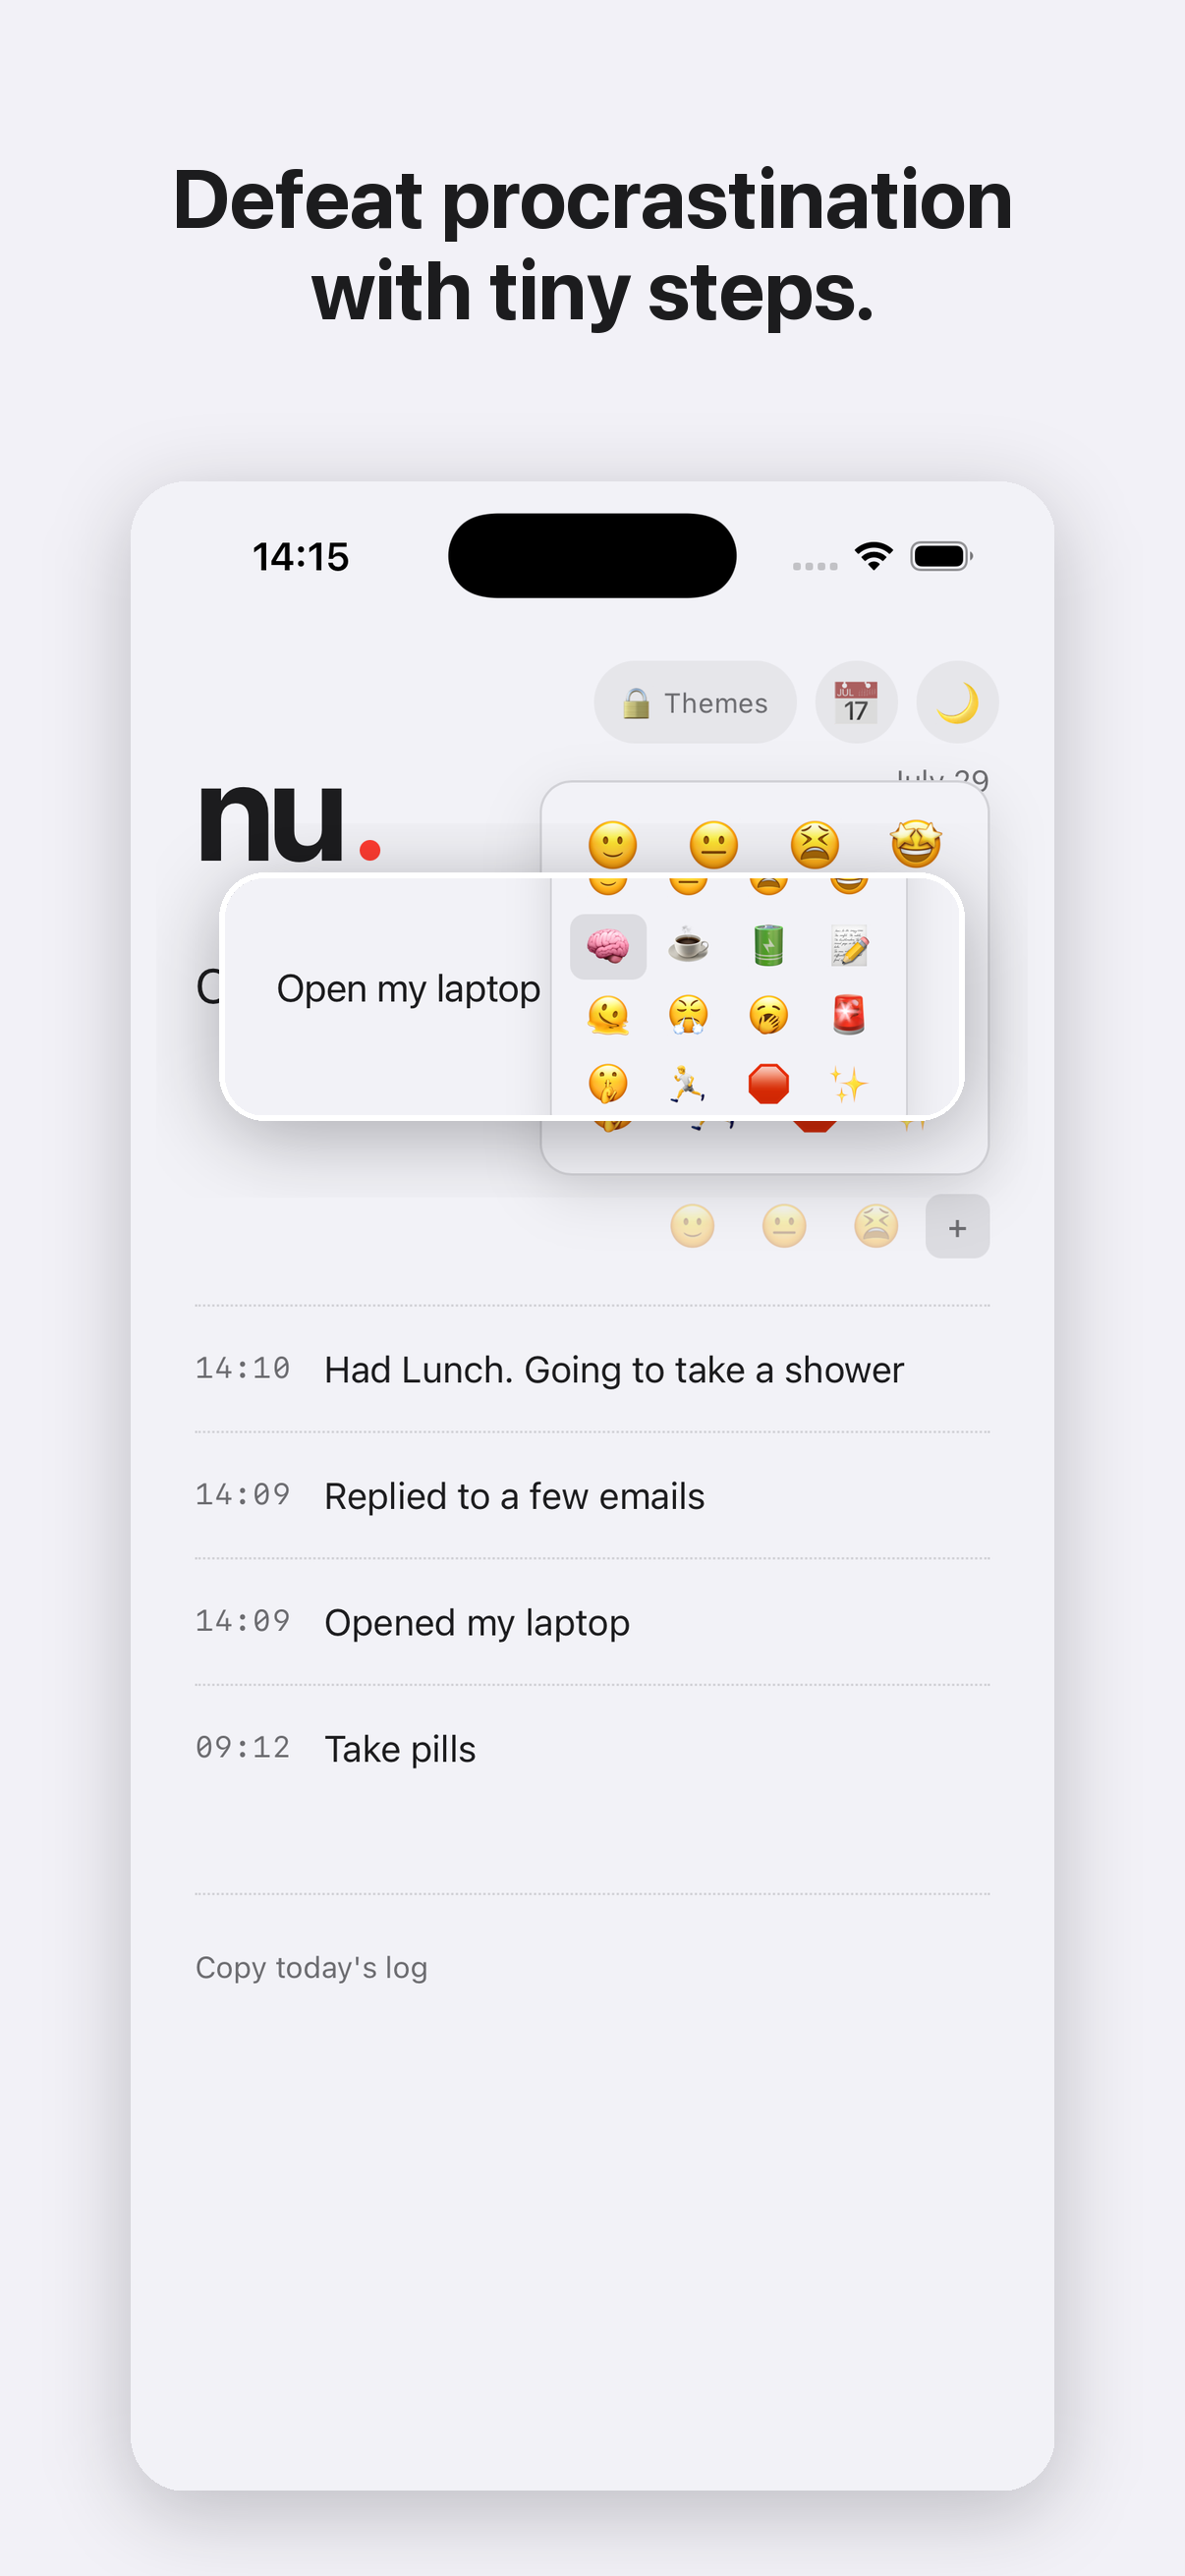 Defeat procrastination
with tiny steps.
14:15
Themes
JUL
17
nu.
July 29
Open my laptop
+
14:10 Had Lunch. Going to take a shower
14:09 Replied to a few emails
14:09 Opened my laptop
09:12 Take pills
Copy today's log